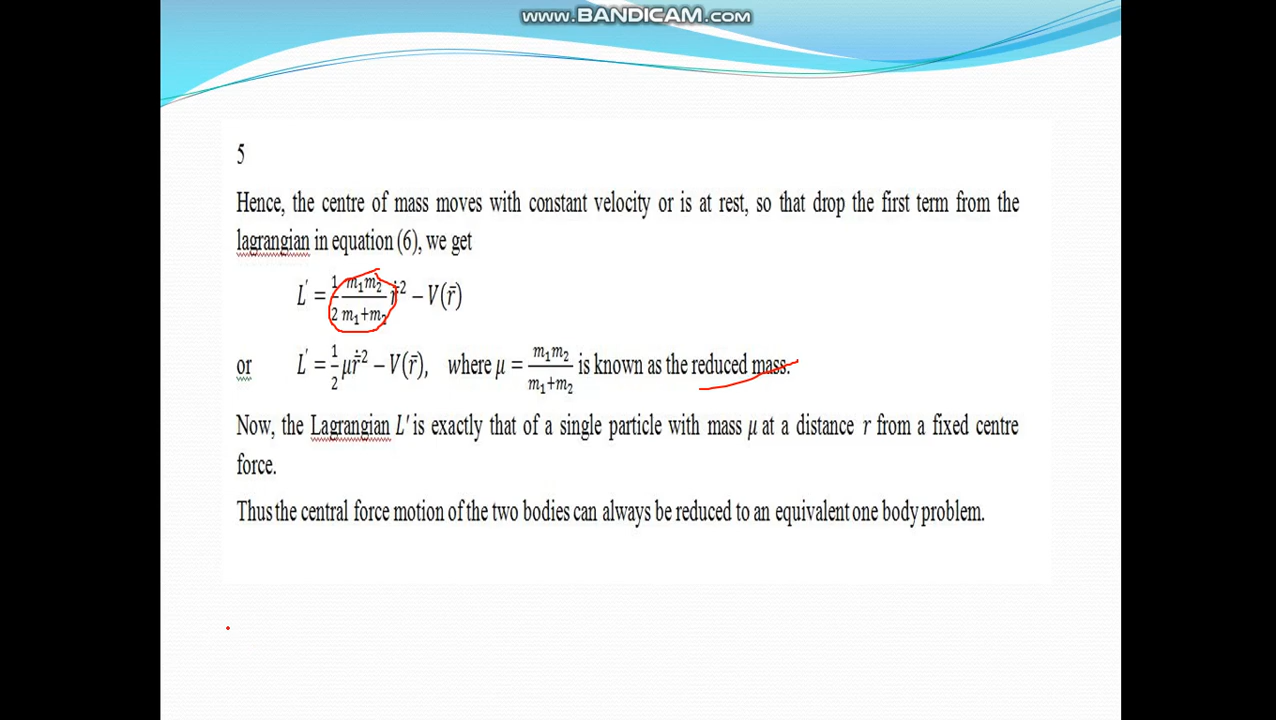 www.BANDICAM.com
5
Hence, the centre of mass moves with constant velocity or is at rest, so that drop the first term from the
lagrangian in equation (6), we get
L′ = 1/2 m₁m₂/(m₁+m₂) ṙ̄² − V(r̄)
or L′ = 1/2 μṙ̄² − V(r̄), where μ = m₁m₂/(m₁+m₂) is known as the reduced mass.
Now, the Lagrangian L′ is exactly that of a single particle with mass μ at a distance r from a fixed centre
force.
Thus the central force motion of the two bodies can always be reduced to an equivalent one body problem.